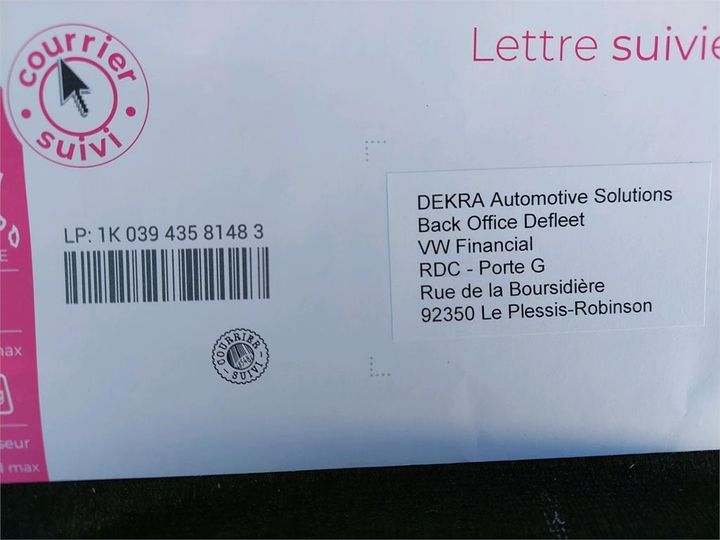 courrier
suivi
Lettre suivie
DEKRA Automotive Solutions
Back Office Defleet
VW Financial
RDC - Porte G
Rue de la Boursidière
92350 Le Plessis-Robinson
LP: 1K 039 435 8148 3
COURRIER
SUIVI
E
max
seur
max